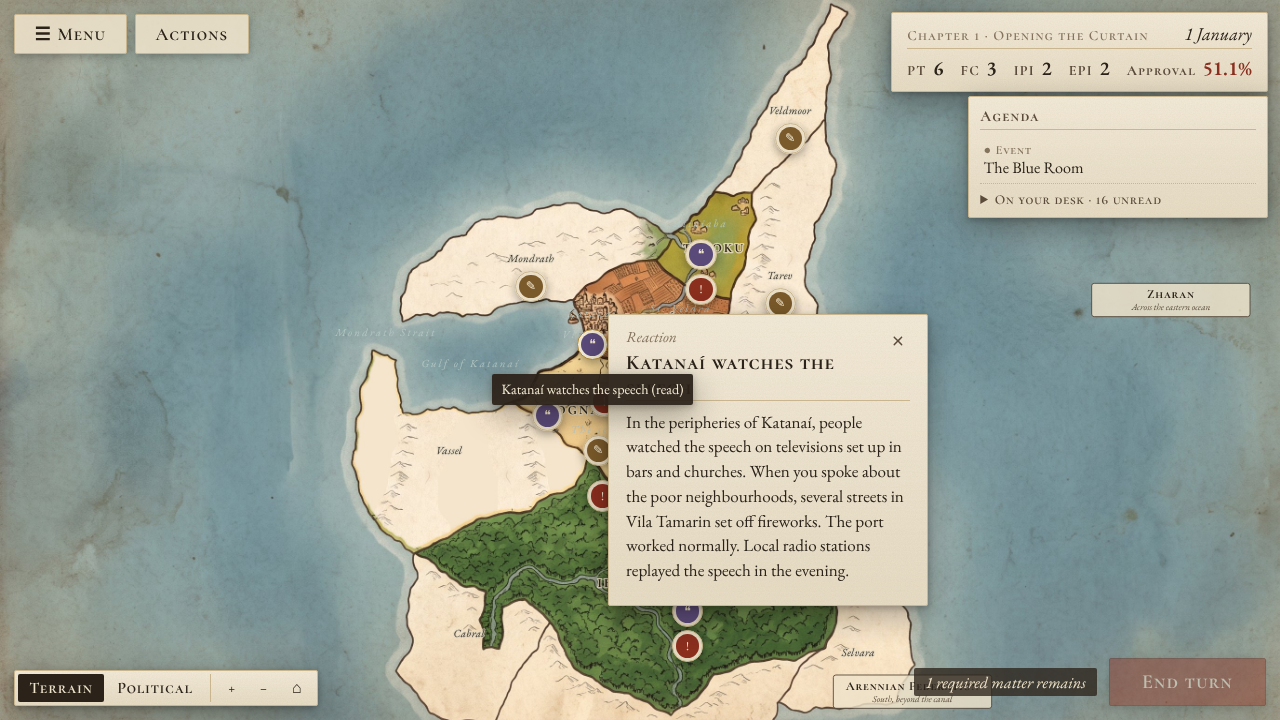 ☰ Menu
Actions
Chapter 1 · Opening the Curtain
1 January
PT 6 FC 3 IPI 2 EPI 2 Approval 51.1%
Agenda
● Event
The Blue Room
▶ On your desk · 16 unread
Veldmoor
Mondrath
Tarev
Zharan
Across the eastern ocean
Mondrath Strait
Gulf of Katanaí
Reaction
×
Katanaí watches the
Katanaí watches the speech (read)
In the peripheries of Katanaí, people
watched the speech on televisions set up in
bars and churches. When you spoke about
the poor neighbourhoods, several streets in
Vila Tamarin set off fireworks. The port
worked normally. Local radio stations
replayed the speech in the evening.
Vassel
Cabral
Selvara
Terrain
Political
+
−
⌂
Arennian
South, beyond the canal
1 required matter remains
End turn